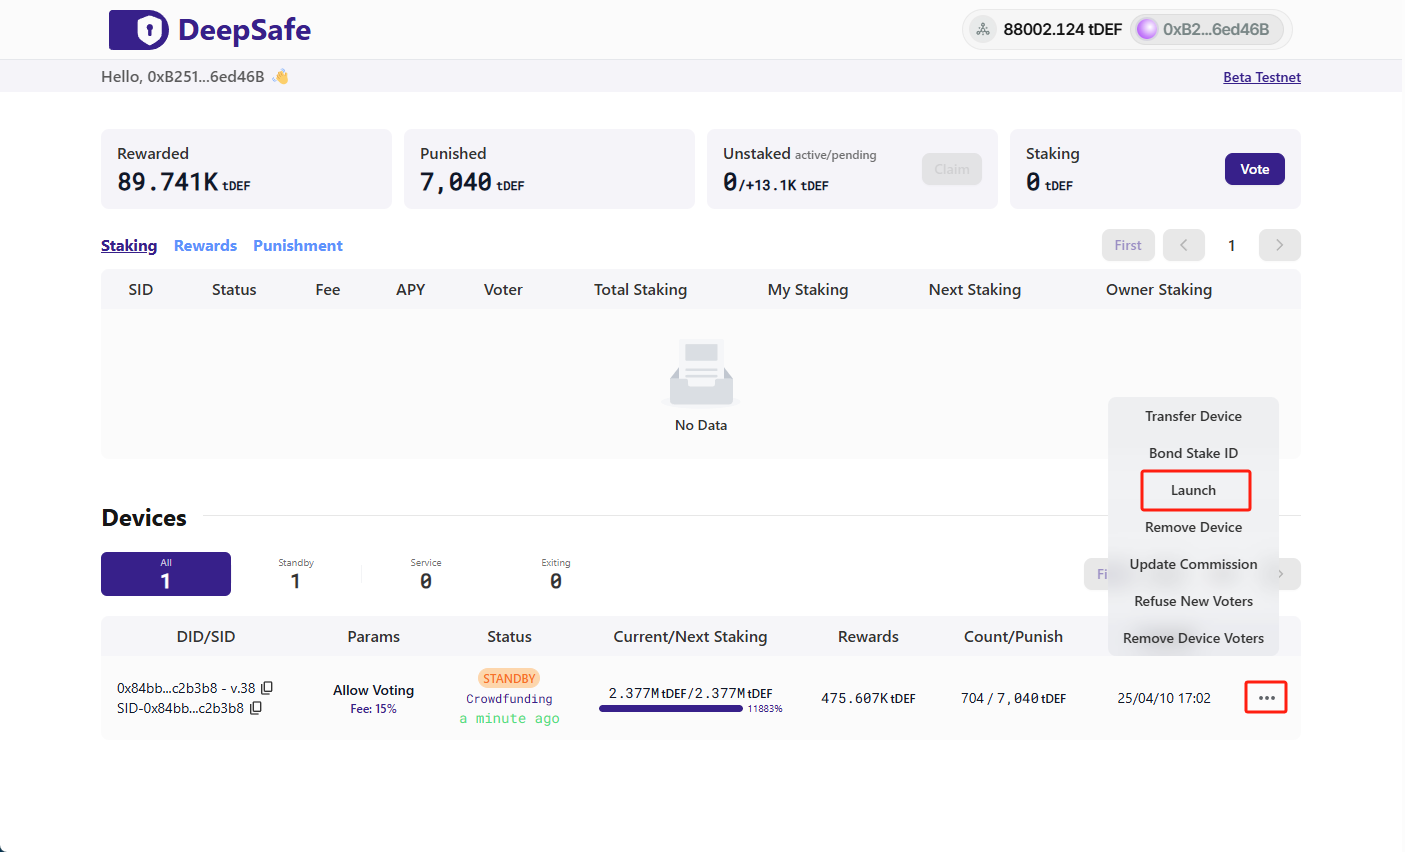 DeepSafe
88002.124 tDEF
0xB2...6ed46B
Hello, 0xB251...6ed46B
Beta Testnet
Rewarded
89.741K tDEF
Punished
7,040 tDEF
Unstaked active/pending
0/+13.1K tDEF
Claim
Staking
0 tDEF
Vote
Staking Rewards Punishment
First 1
SID Status Fee APY Voter Total Staking My Staking Next Staking Owner Staking
No Data
Transfer Device
Bond Stake ID
Launch
Remove Device
Update Commission
Refuse New Voters
Remove Device Voters
Devices
All
1
Standby
1
Service
0
Exiting
0
DID/SID Params Status Current/Next Staking Rewards Count/Punish
0x84bb...c2b3b8 - v.38
SID-0x84bb...c2b3b8
Allow Voting
Fee: 15%
STANDBY
Crowdfunding
a minute ago
2.377MtDEF/2.377MtDEF
11883%
475.607KtDEF
704 / 7,040tDEF
25/04/10 17:02